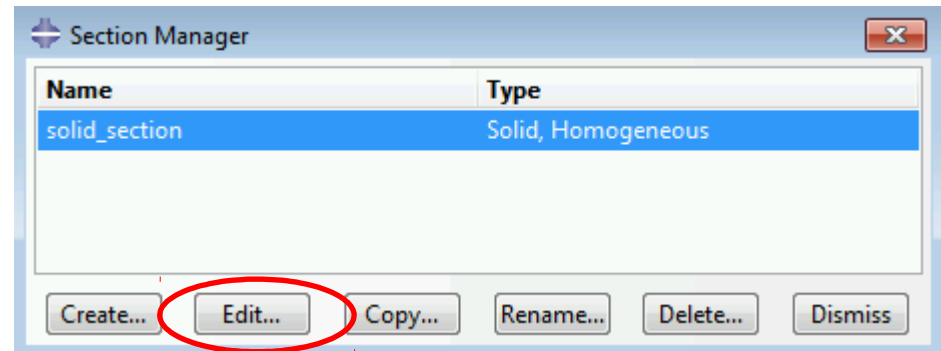 Section Manager
Name Type
solid_section Solid, Homogeneous
Create... Edit... Copy... Rename... Delete... Dismiss